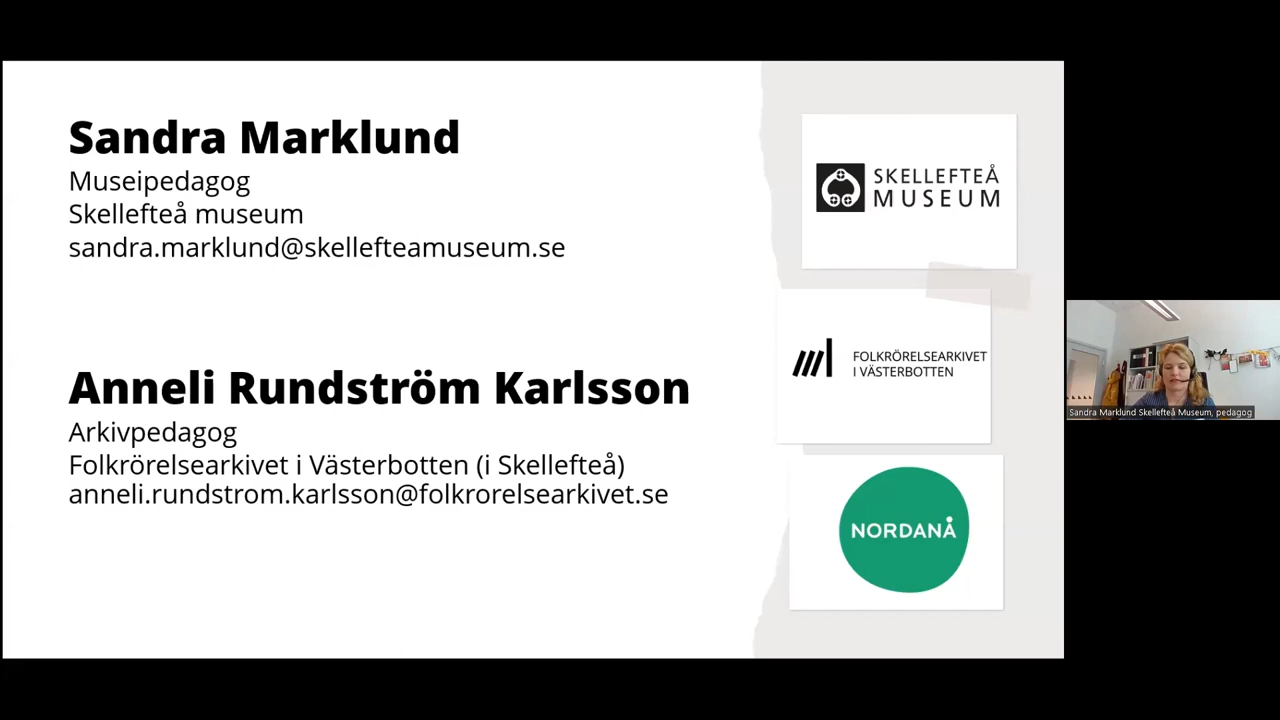 Sandra Marklund
Museipedagog
Skellefteå museum
sandra.marklund@skellefteamuseum.se
Anneli Rundström Karlsson
Arkivpedagog
Folkrörelsearkivet i Västerbotten (i Skellefteå)
anneli.rundstrom.karlsson@folkrorelsearkivet.se
SKELLEFTEÅ
MUSEUM
FOLKRÖRELSEARKIVET
I VÄSTERBOTTEN
NORDANÅ
Sandra Marklund Skellefteå Museum, pedagog